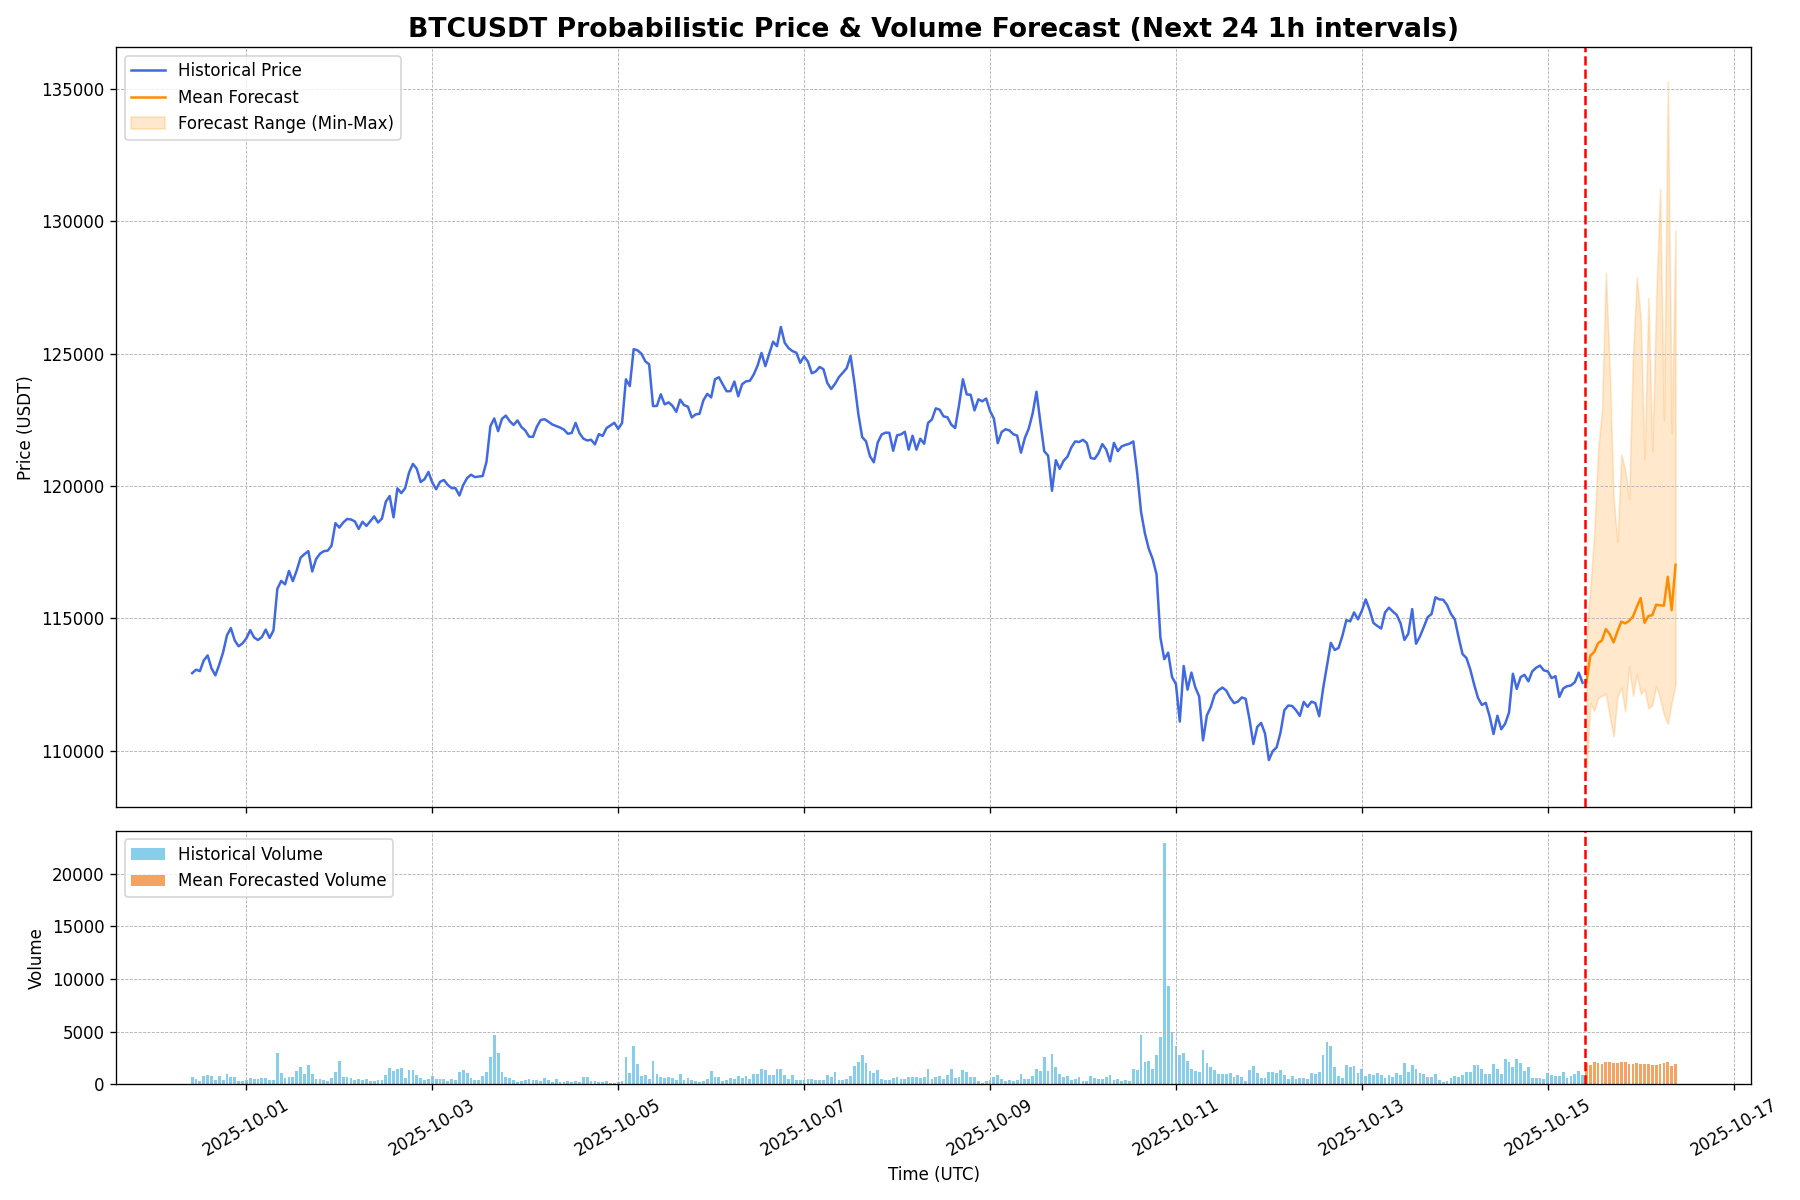 BTCUSDT Probabilistic Price & Volume Forecast (Next 24 1h intervals)
Historical Price
Mean Forecast
Forecast Range (Min-Max)
135000
130000
125000
120000
115000
110000
Price (USDT)
Historical Volume
Mean Forecasted Volume
20000
15000
10000
5000
0
Volume
2025-10-01
2025-10-03
2025-10-05
2025-10-07
2025-10-09
2025-10-11
2025-10-13
2025-10-15
2025-10-17
Time (UTC)